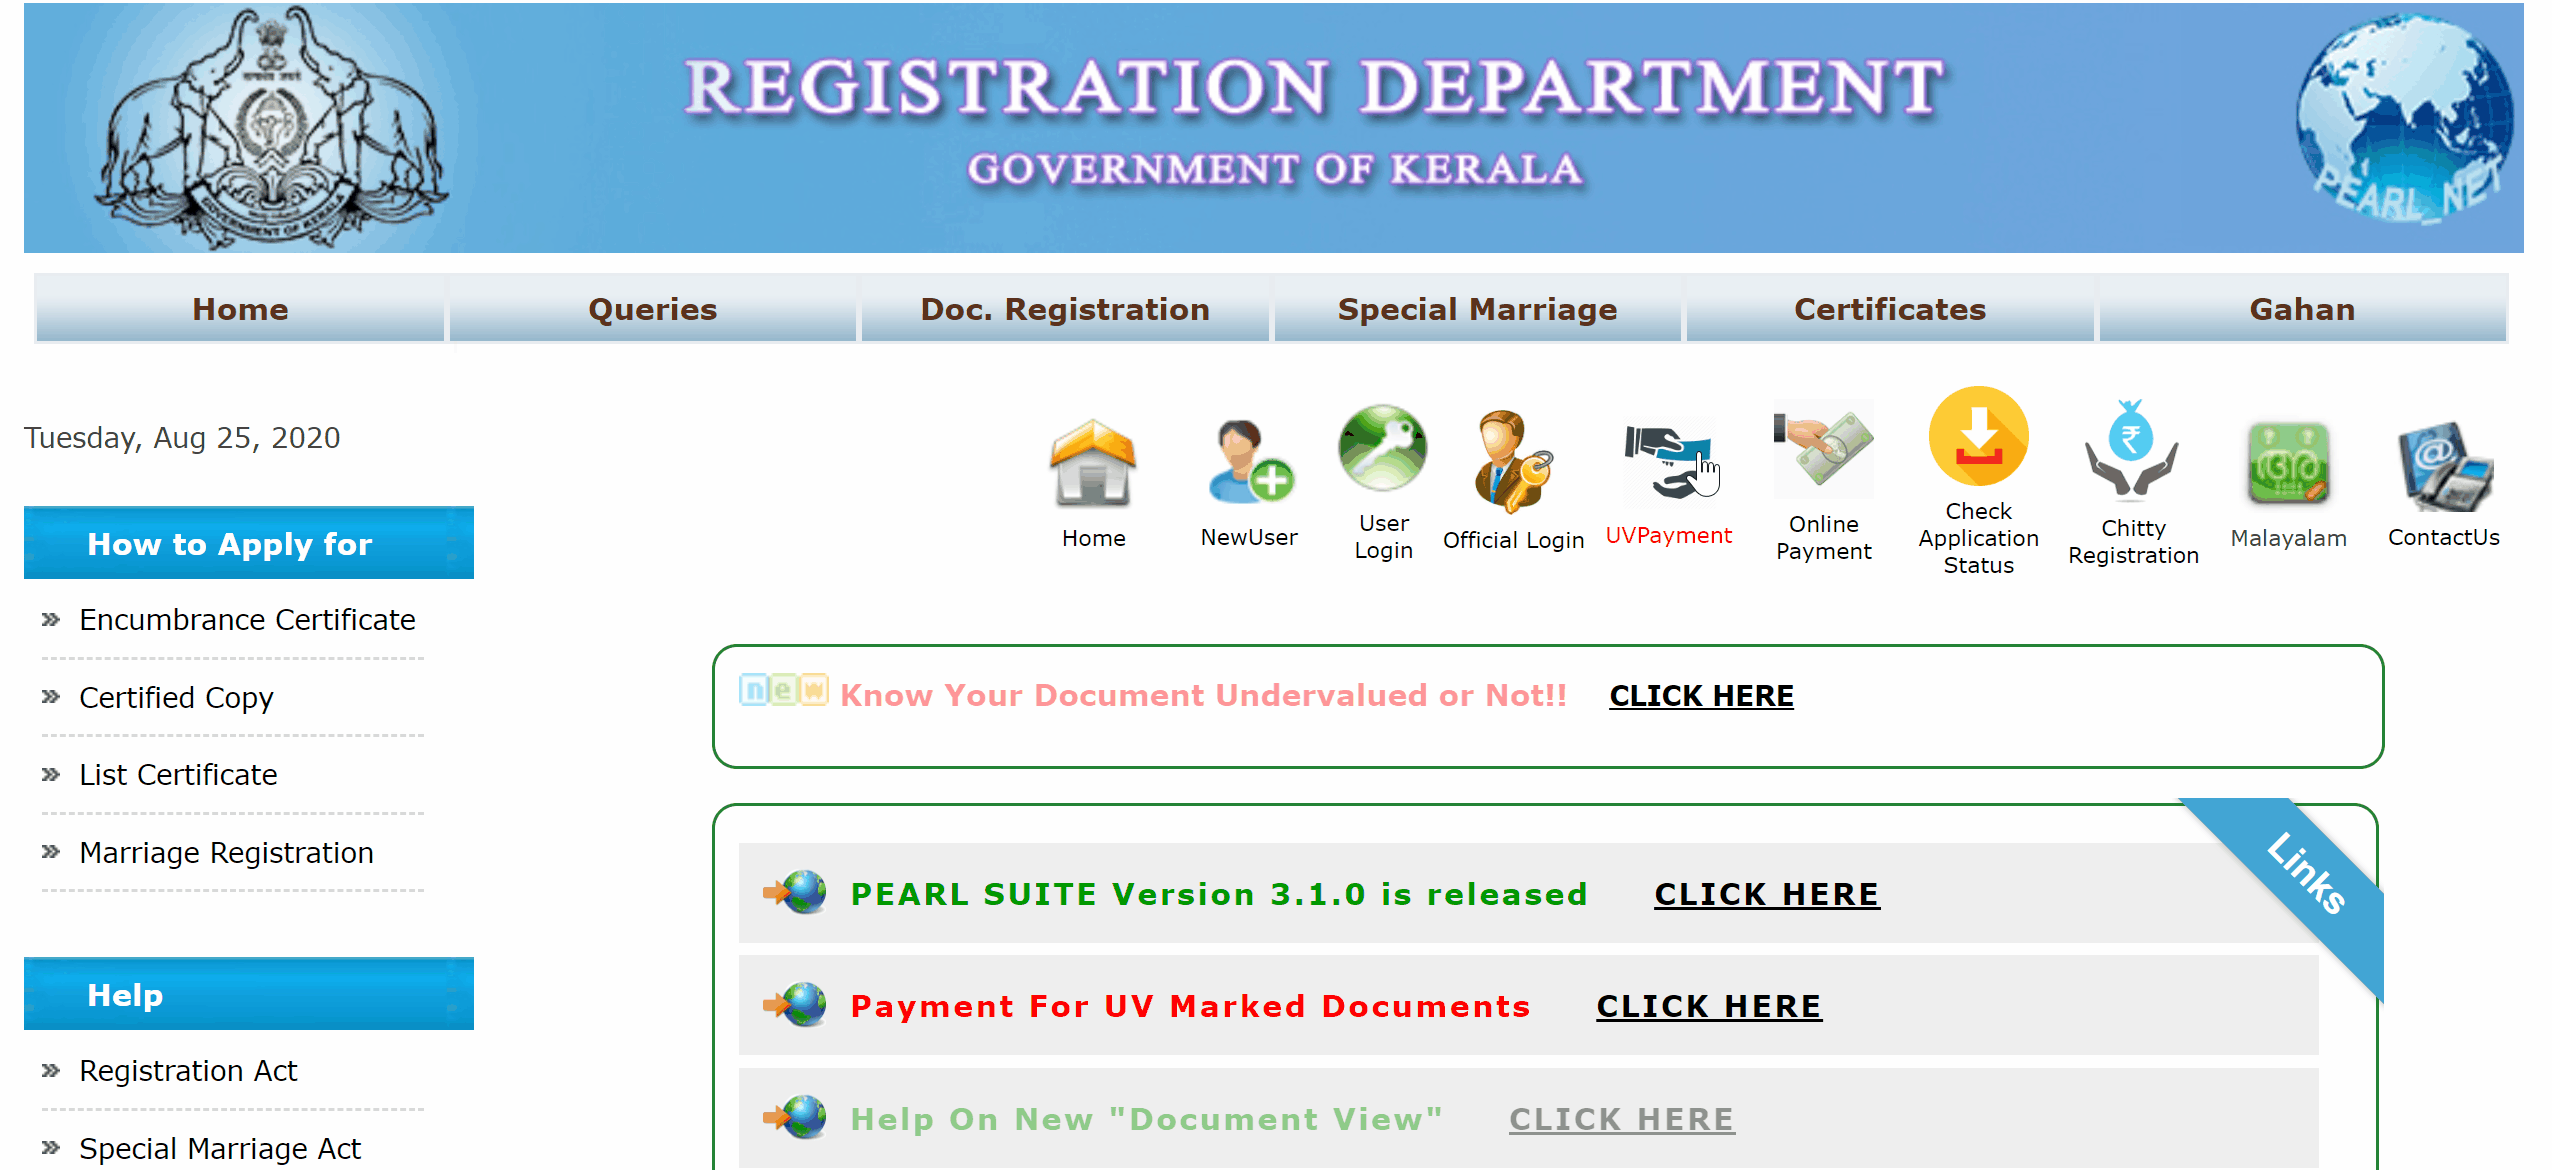 REGISTRATION DEPARTMENT
GOVERNMENT OF KERALA
GOVERNMENT OF KERALA
PEARL_NET
Home
Queries
Doc. Registration
Special Marriage
Certificates
Gahan
Tuesday, Aug 25, 2020
Home
NewUser
User
Login
Official Login
UVPayment
Online
Payment
Check
Application
Status
Chitty
Registration
Malayalam
ContactUs
How to Apply for
Encumbrance Certificate
Certified Copy
List Certificate
Marriage Registration
Help
Registration Act
Special Marriage Act
new Know Your Document Undervalued or Not!! CLICK HERE
Links
PEARL SUITE Version 3.1.0 is released CLICK HERE
Payment For UV Marked Documents CLICK HERE
Help On New "Document View" CLICK HERE